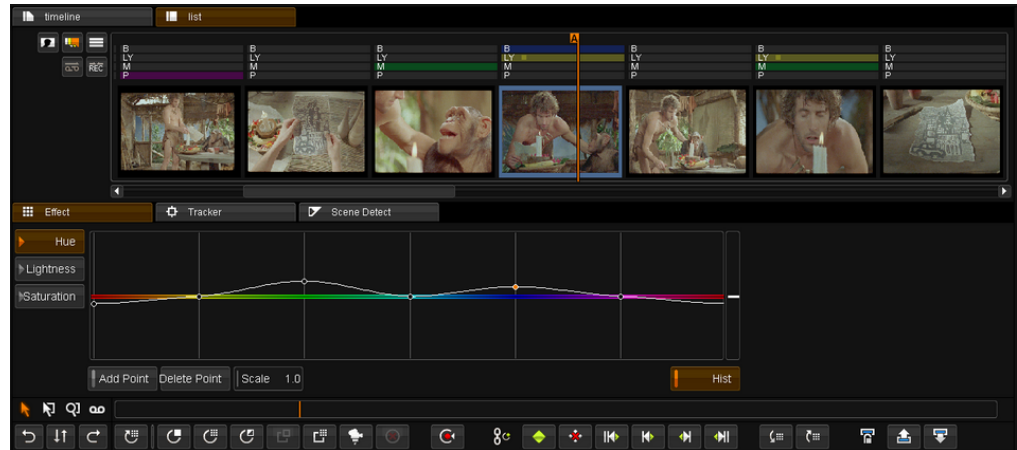 timeline list
A
B B B B B B B
LY LY LY LY LY LY LY
M M M M M M M
P P P P P P P
REC
Effect Tracker Scene Detect
Hue
Lightness
Saturation
Add Point Delete Point Scale 1.0 Hist